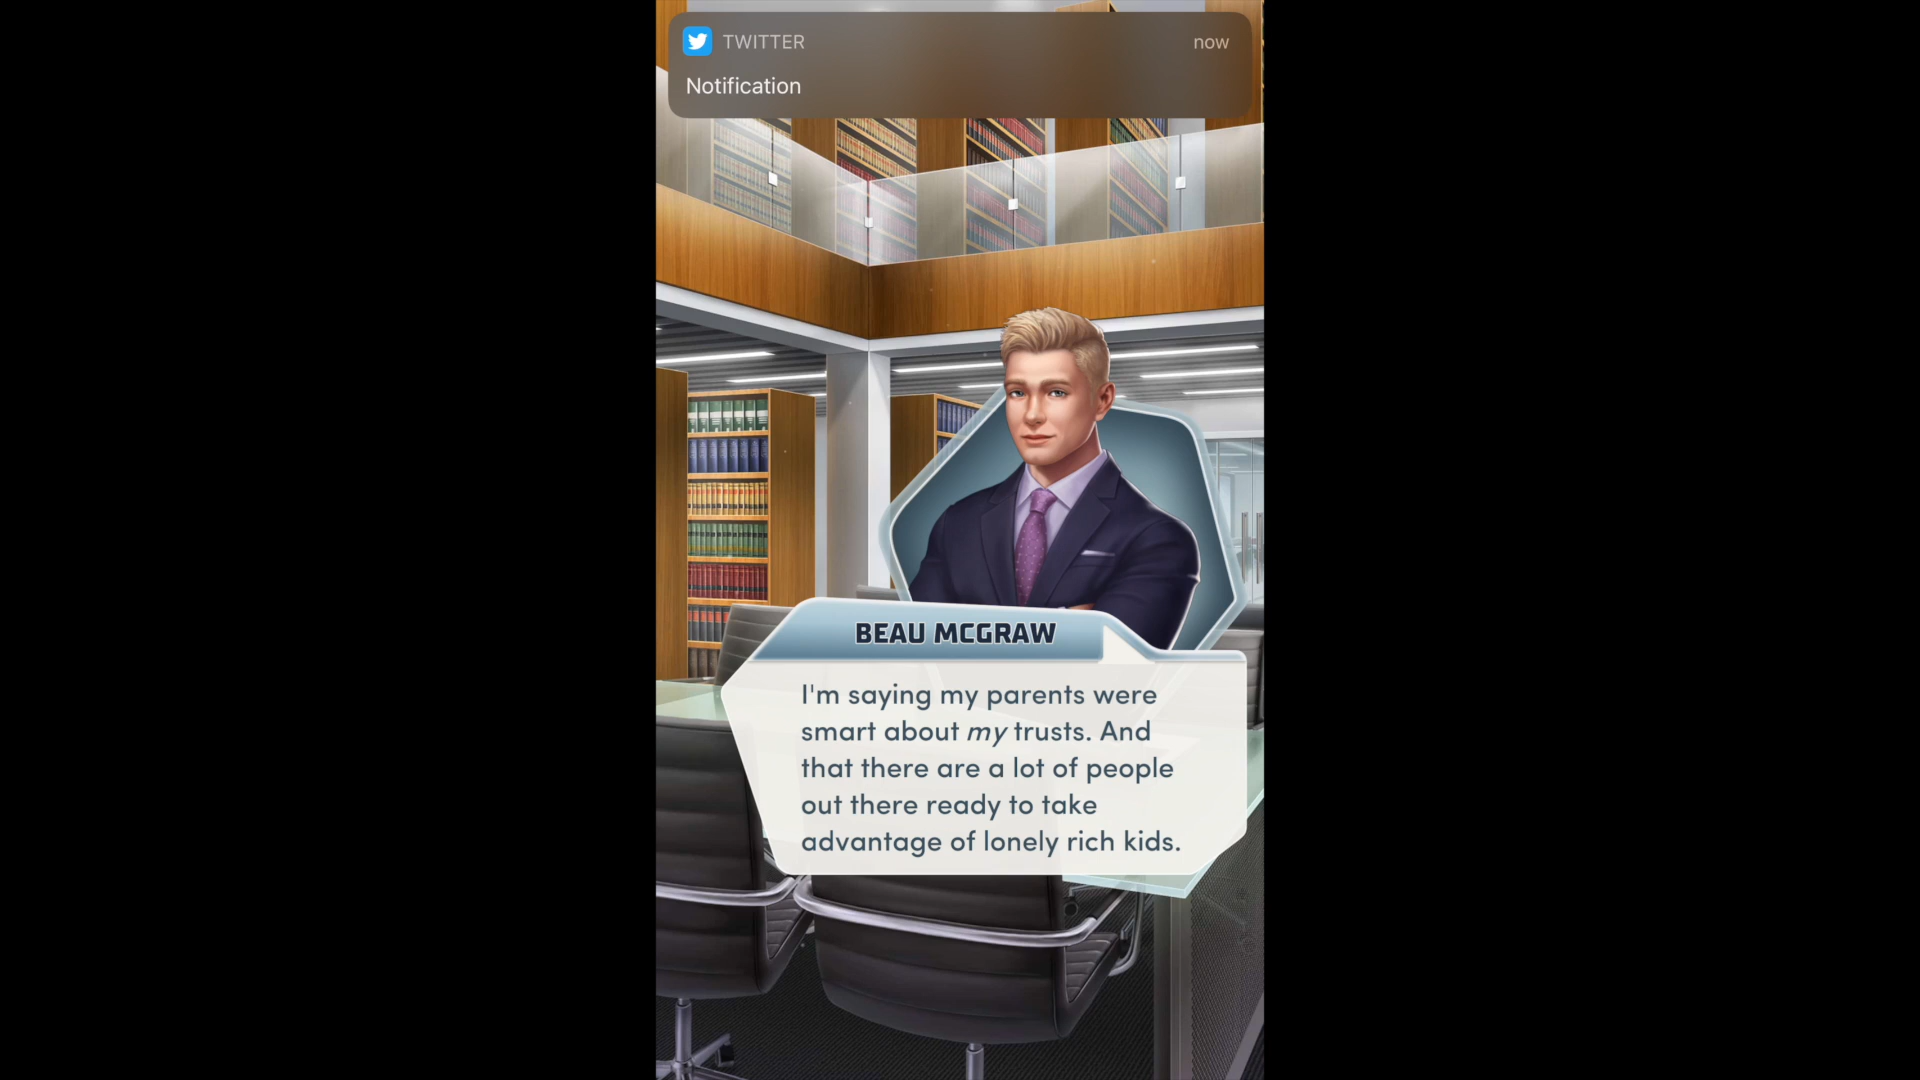 TWITTER now
Notification
BEAU MCGRAW
I'm saying my parents were
smart about my trusts. And
that there are a lot of people
out there ready to take
advantage of lonely rich kids.